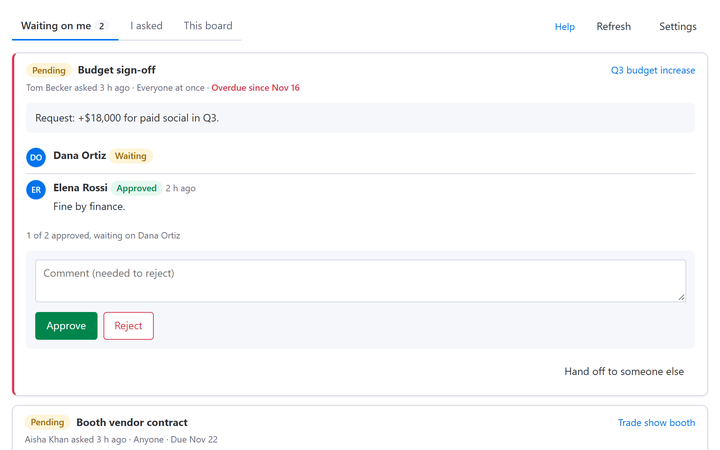 Waiting on me 2 I asked This board Help Refresh Settings
Pending Budget sign-off Q3 budget increase
Tom Becker asked 3 h ago · Everyone at once · Overdue since Nov 16
Request: +$18,000 for paid social in Q3.
DO Dana Ortiz Waiting
ER Elena Rossi Approved 2 h ago
Fine by finance.
1 of 2 approved, waiting on Dana Ortiz
Comment (needed to reject)
Approve Reject
Hand off to someone else
Pending Booth vendor contract Trade show booth
Aisha Khan asked 3 h ago · Anyone · Due Nov 22